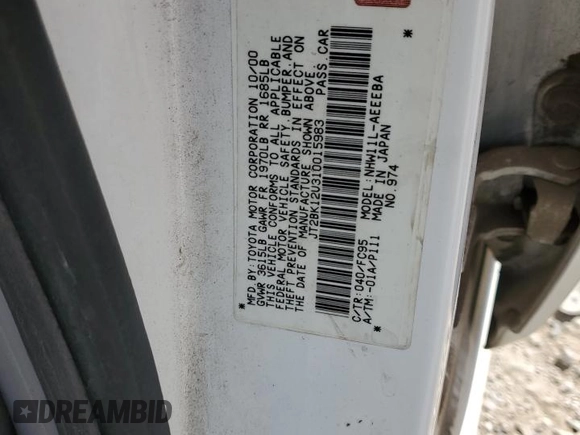 MFD BY:TOYOTA MOTOR CORPORATION 10/00
GVWR 3615LB GAWR FR 1970LB RR 1685LB
THIS VEHICLE CONFORMS TO ALL APPLICABLE
FEDERAL MOTOR VEHICLE SAFETY,BUMPER,AND
THEFT PREVENTION STANDARDS IN EFFECT ON
THE DATE OF MANUFACTURE SHOWN ABOVE.
JT2BK12U310015983 PASS.CAR
C/TR:040/FC95 MODEL:NHW11L-AEEEBA
A/TM:-01A/P111 MADE IN JAPAN
NO.974
DREAMBID